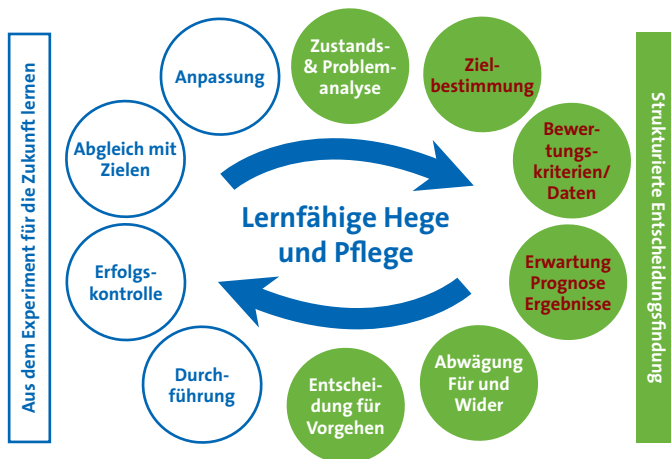 Aus dem Experiment für die Zukunft lernen
Anpassung
Zustands-
& Problem-
analyse
Ziel-
bestimmung
Bewer-
tungs-
kriterien/
Daten
Erwartung
Prognose
Ergebnisse
Abwägung
Für und
Wider
Entschei-
dung für
Vorgehen
Durch-
führung
Erfolgs-
kontrolle
Abgleich mit
Zielen
Lernfähige Hege
und Pflege
Strukturierte Entscheidungsfindung